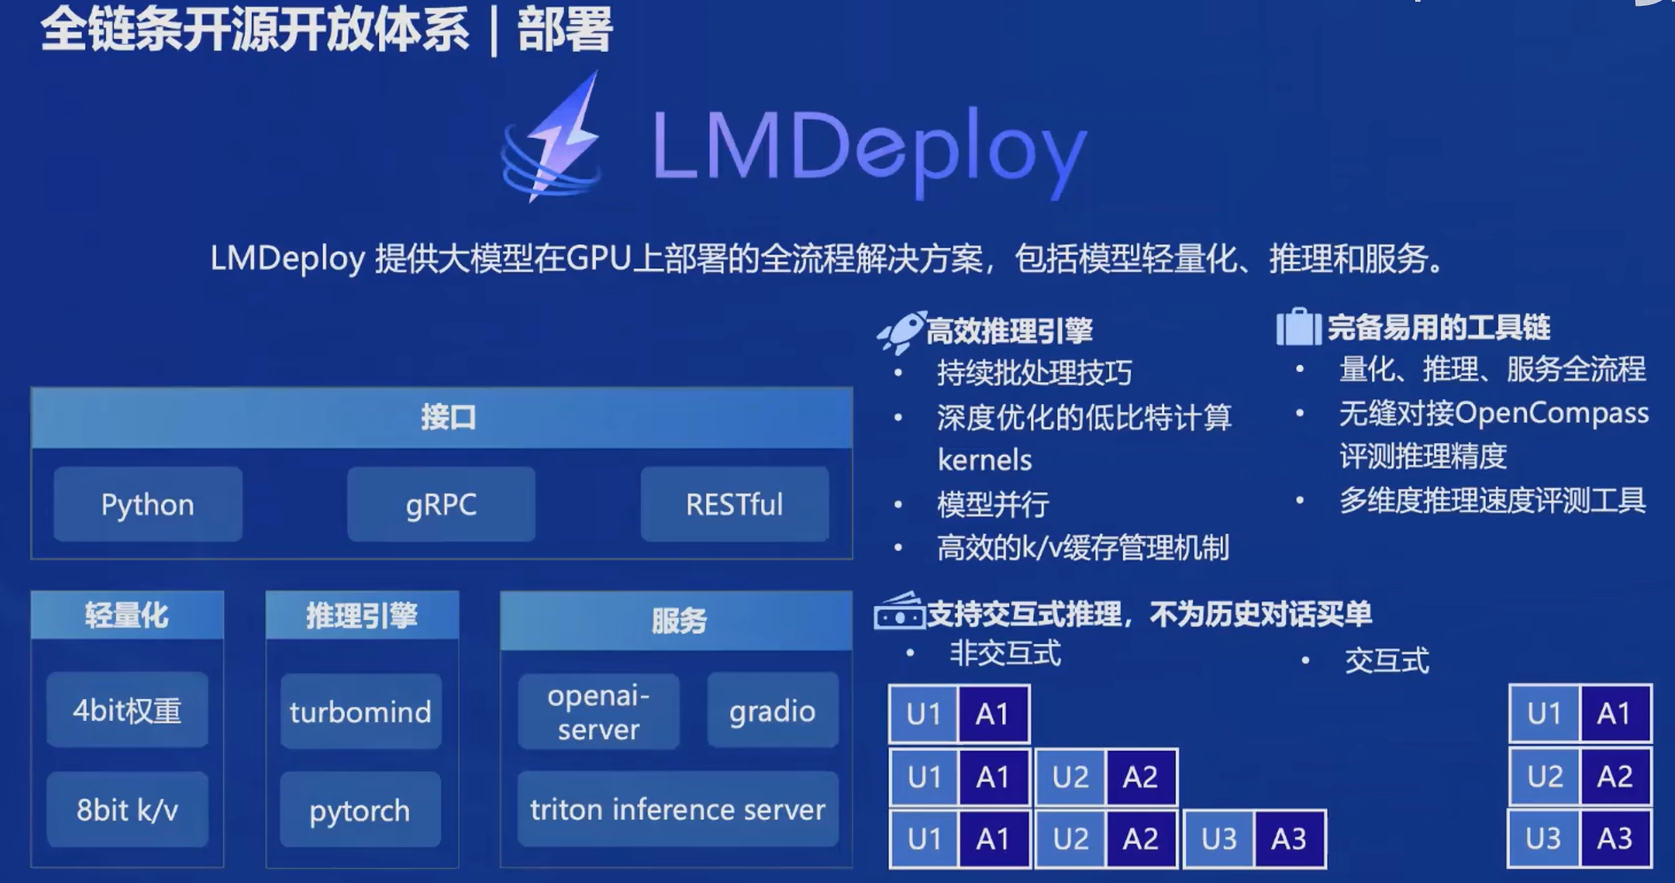 全链条开源开放体系｜部署
LMDeploy
LMDeploy 提供大模型在GPU上部署的全流程解决方案，包括模型轻量化、推理和服务。
接口
Python
gRPC
RESTful
轻量化
4bit权重
8bit k/v
推理引擎
turbomind
pytorch
服务
openai-
server
gradio
triton inference server
高效推理引擎
• 持续批处理技巧
• 深度优化的低比特计算
kernels
• 模型并行
• 高效的k/v缓存管理机制
完备易用的工具链
• 量化、推理、服务全流程
• 无缝对接OpenCompass
评测推理精度
• 多维度推理速度评测工具
支持交互式推理，不为历史对话买单
• 非交互式
U1 A1
U1 A1 U2 A2
U1 A1 U2 A2 U3 A3
• 交互式
U1 A1
U2 A2
U3 A3